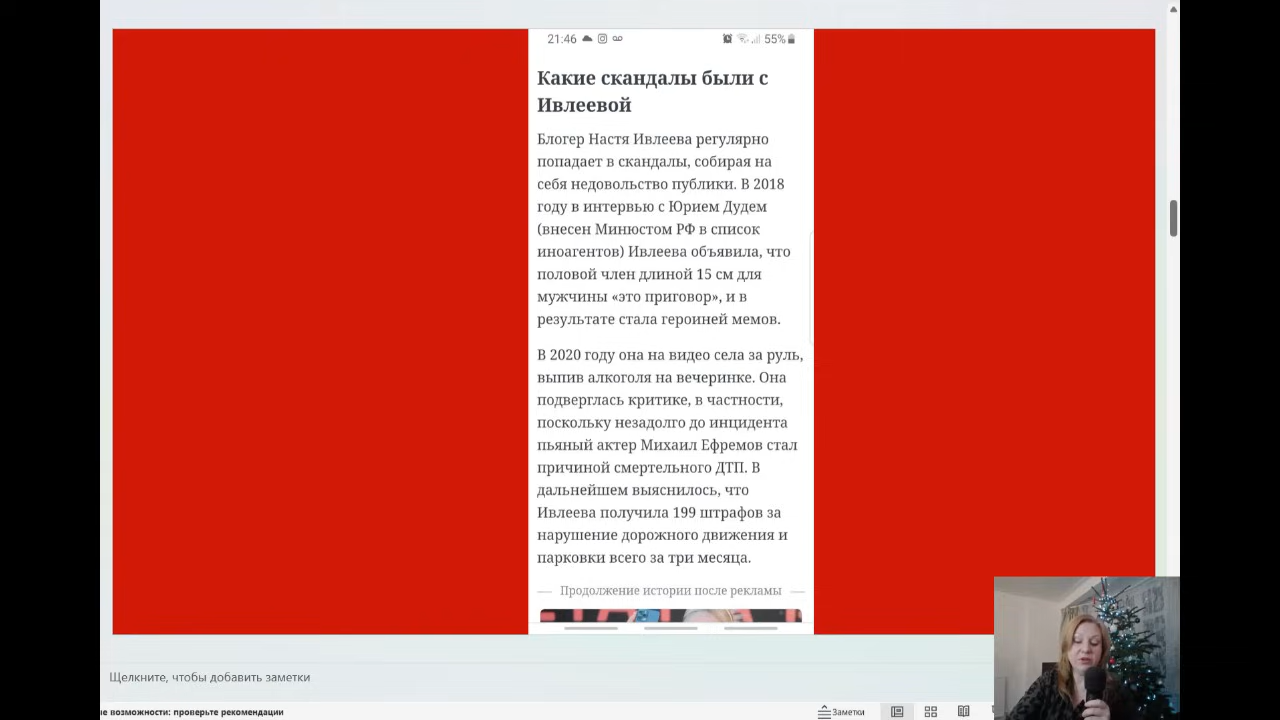 21:46
55%
Какие скандалы были с
Ивлеевой
Блогер Настя Ивлеева регулярно
попадает в скандалы, собирая на
себя недовольство публики. В 2018
году в интервью с Юрием Дудем
(внесен Минюстом РФ в список
иноагентов) Ивлеева объявила, что
половой член длиной 15 см для
мужчины «это приговор», и в
результате стала героиней мемов.
В 2020 году она на видео села за руль,
выпив алкоголя на вечеринке. Она
подверглась критике, в частности,
поскольку незадолго до инцидента
пьяный актер Михаил Ефремов стал
причиной смертельного ДТП. В
дальнейшем выяснилось, что
Ивлеева получила 199 штрафов за
нарушение дорожного движения и
парковки всего за три месяца.
Продолжение истории после рекламы
Щелкните, чтобы добавить заметки
ые возможности: проверьте рекомендации
Заметки